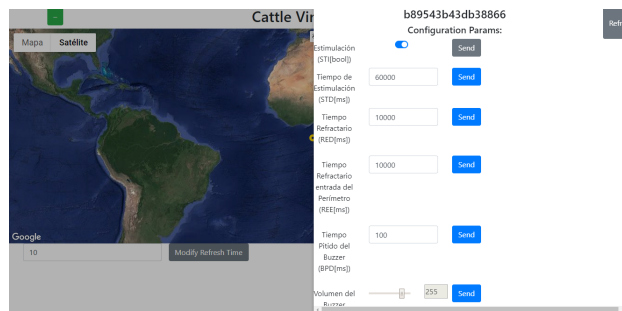 Cattle Vir
b89543b43db38866
Refr
Configuration Params:
Mapa Satélite
Estimulación
(STI[bool])
Send
Tiempo de
Estimulación
(STD[ms])
60000
Send
Tiempo
Refractario
(RED[ms])
10000
Send
Tiempo
Refractario
entrada del
Perímetro
(REE[ms])
10000
Send
Tiempo
Pitido del
Buzzer
(BPD[ms])
100
Send
Google
10
Modify Refresh Time
Volumen del
Buzzer
255
Send